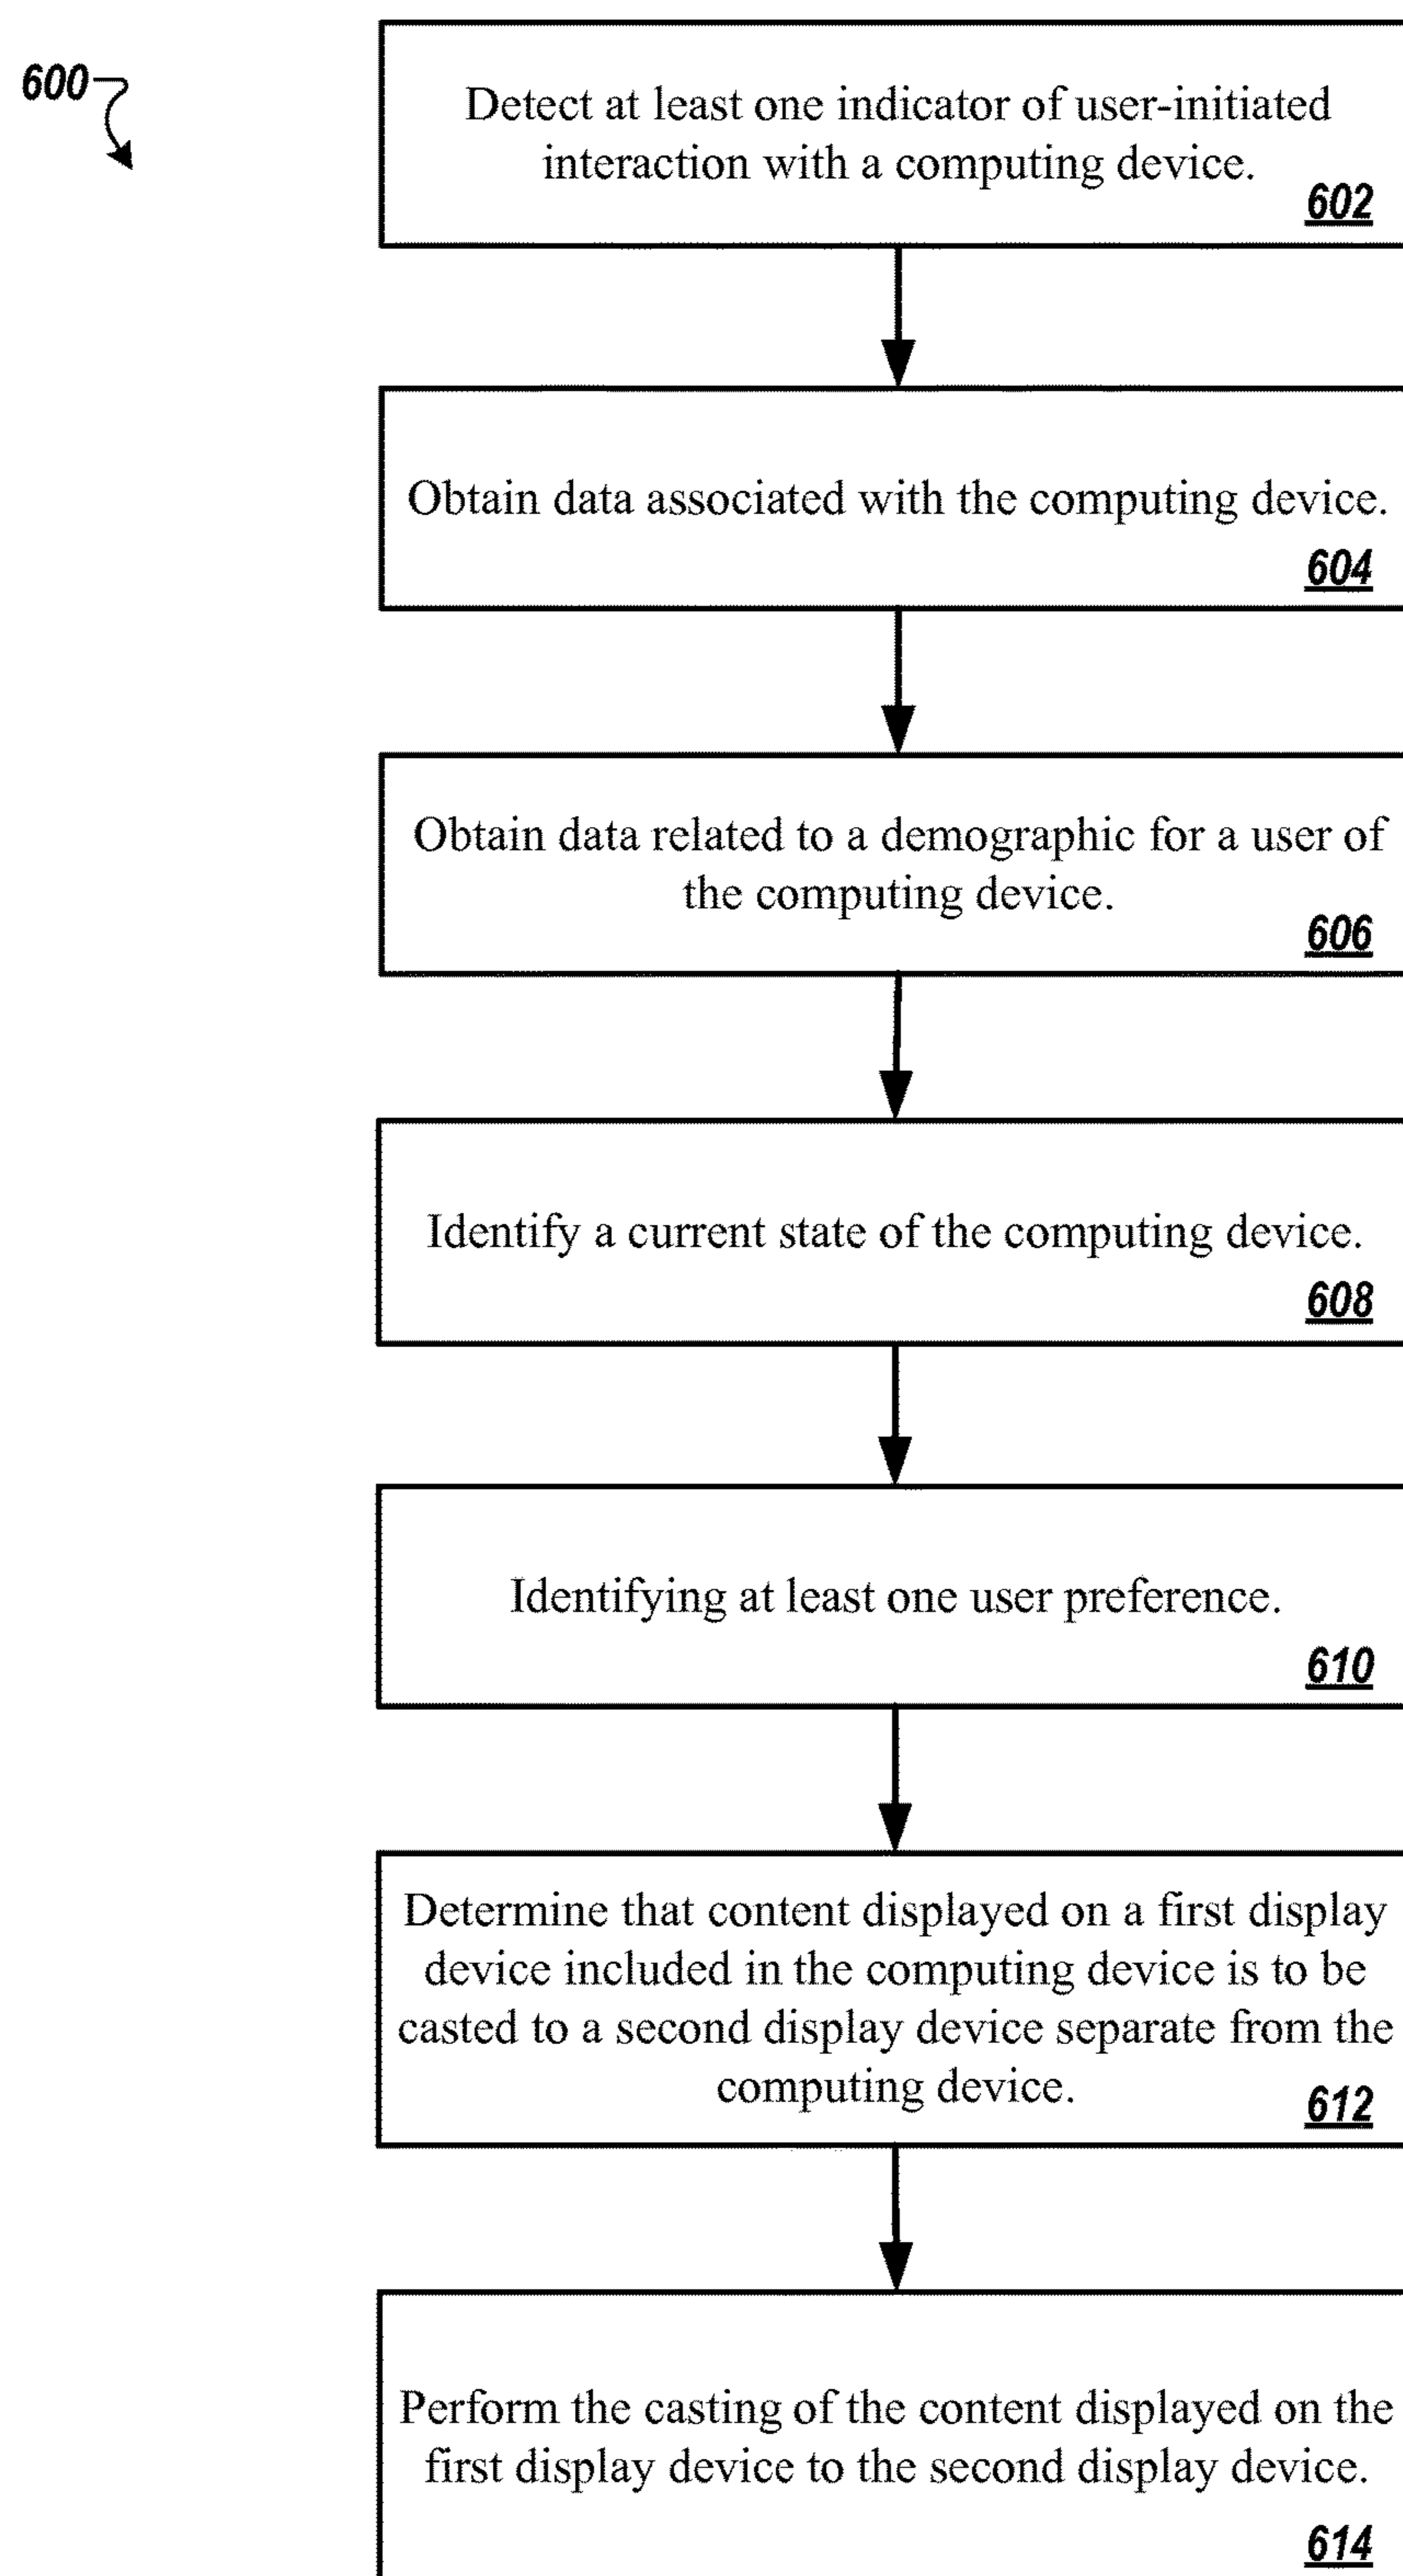 600
Detect at least one indicator of user-initiated
interaction with a computing device.
602
Obtain data associated with the computing device.
604
Obtain data related to a demographic for a user of
the computing device.
606
Identify a current state of the computing device.
608
Identifying at least one user preference.
610
Determine that content displayed on a first display
device included in the computing device is to be
casted to a second display device separate from the
computing device.
612
Perform the casting of the content displayed on the
first display device to the second display device.
614